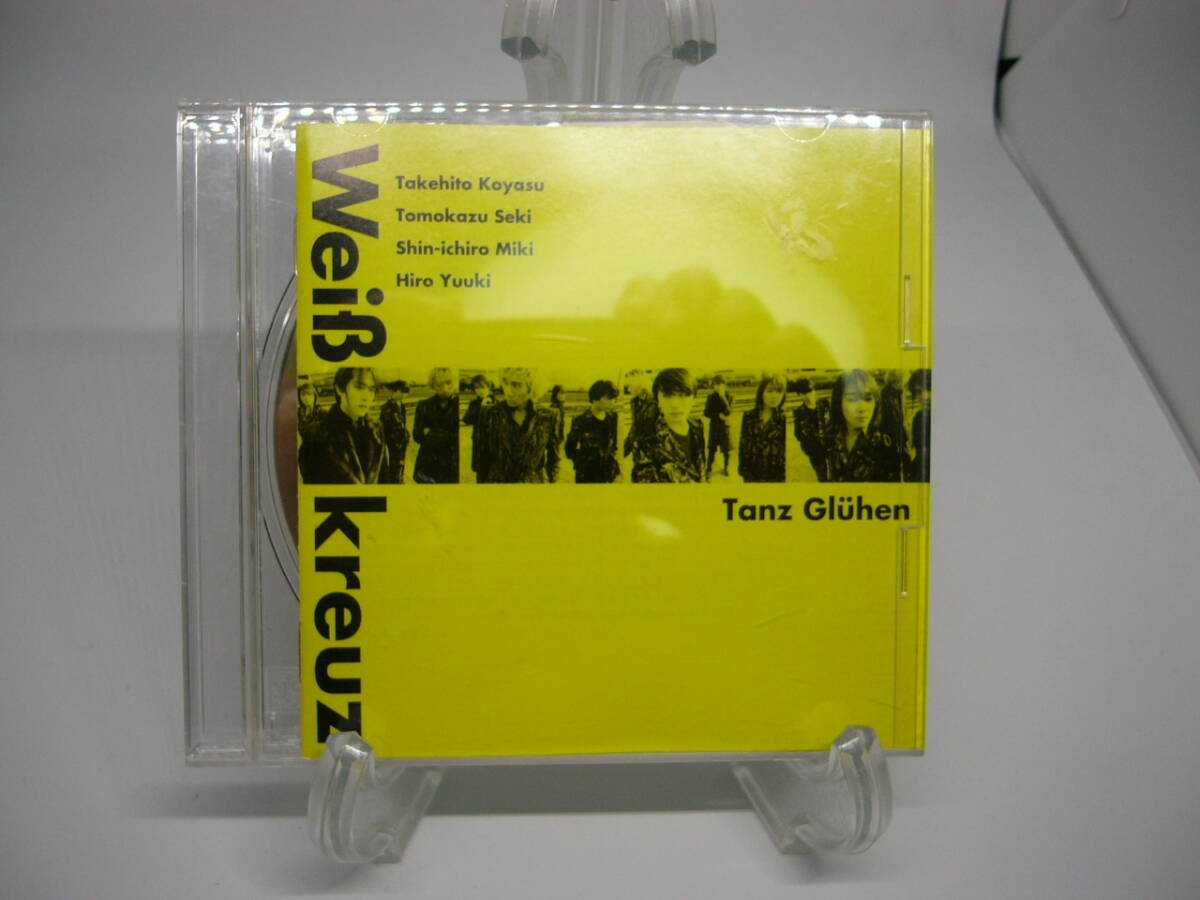 Weiß kreuz
Takehito Koyasu
Tomokazu Seki
Shin-ichiro Miki
Hiro Yuuki
Tanz Glühen